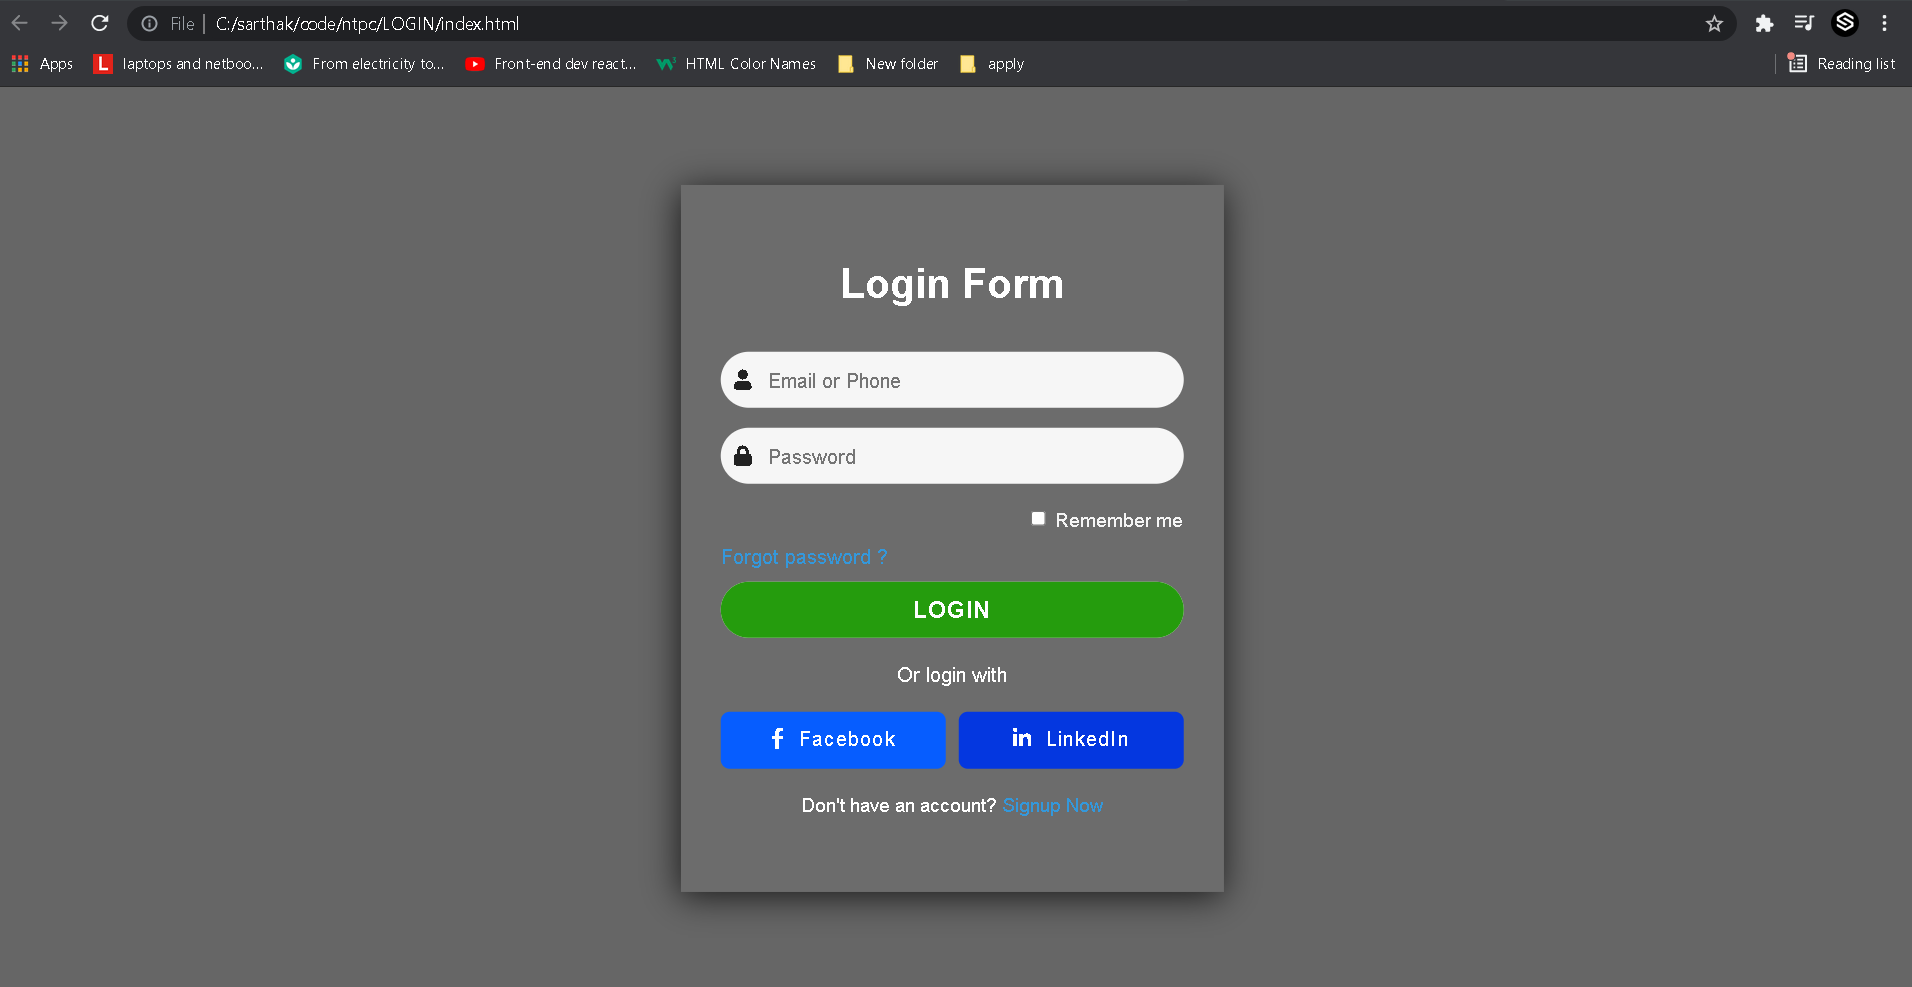 File | C:/sarthak/code/ntpc/LOGIN/index.html
Apps L laptops and netboo... From electricity to... Front-end dev react... HTML Color Names New folder apply Reading list
Login Form
Email or Phone
Password
Remember me
Forgot password ?
LOGIN
Or login with
f Facebook in LinkedIn
Don't have an account? Signup Now